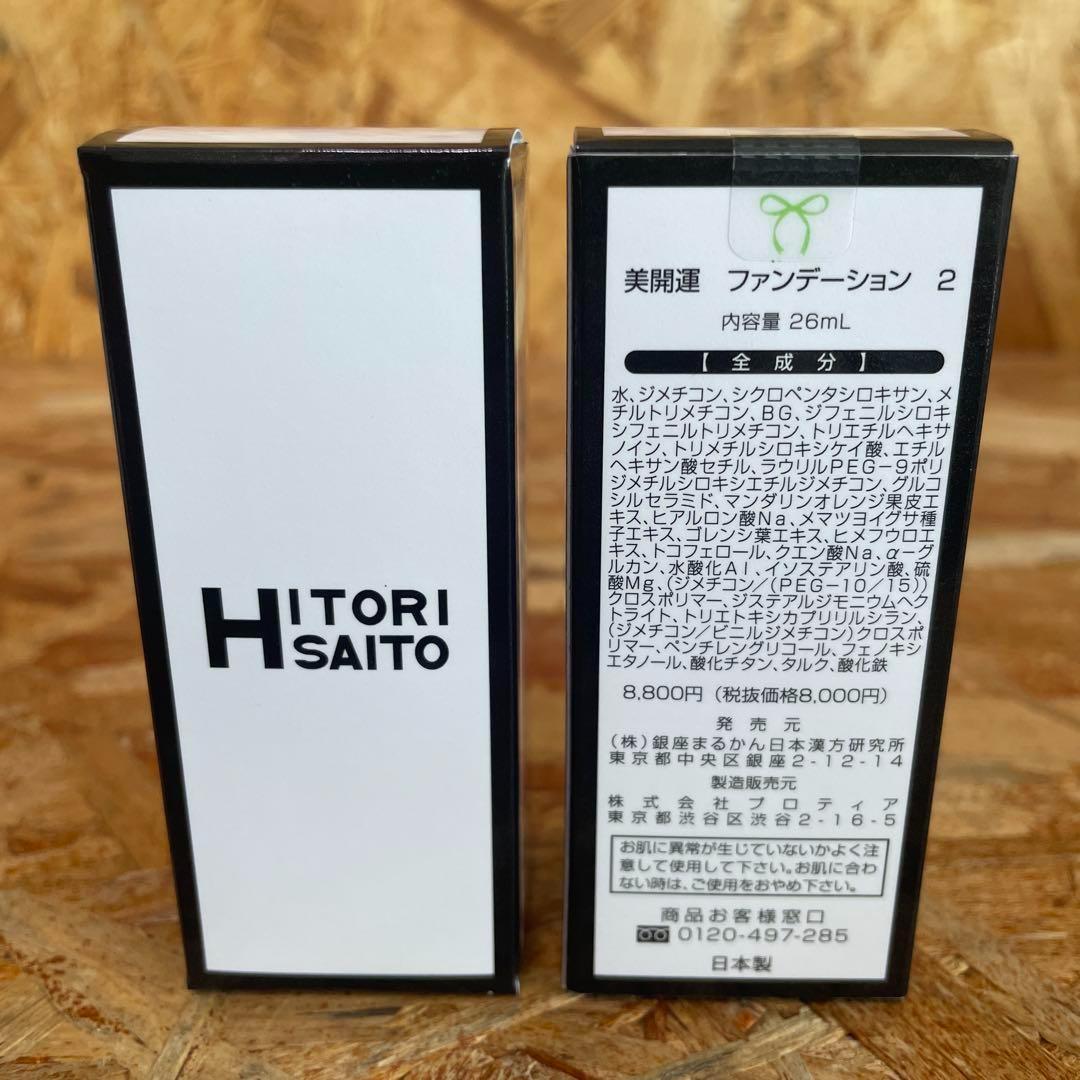 HITORI
SAITO
美開運 ファンデーション 2
内容量 26mL
【全成分】
水、ジメチコン、シクロペンタシロキサン、メ
チルトリメチコン、BG、ジフェニルシロキ
シフェニルトリメチコン、トリエチルヘキサ
ノイン、トリメチルシロキシケイ酸、エチル
ヘキサン酸セチル、ラウリルPEG-9ポリ
ジメチルシロキシエチルジメチコン、グルコ
シルセラミド、マンダリンオレンジ果皮エ
キス、ヒアルロン酸Na、メマツヨイグサ種
子エキス、ゴレンシ葉エキス、ヒメフウロエ
キス、トコフェロール、クエン酸Na、α-グ
ルカン、水酸化Al、イソステアリン酸、硫
酸Mg、(ジメチコン/(PEG-10/15))
クロスポリマー、ジステアルジモニウムヘクト
ライト、トリエトキシカプリリルシラン、
(ジメチコン/ビニルジメチコン)クロスポ
リマー、ペンチレングリコール、フェノキシ
エタノール、酸化チタン、タルク、酸化鉄
8,800円(税抜価格8,000円)
発売元
(株)銀座まるかん日本漢方研究所
東京都中央区銀座2-12-14
製造販売元
株式会社プロティア
東京都渋谷区渋谷2-16-5
お肌に異常が生じていないかよく注
意して使用して下さい。お肌に合わ
ない時は、ご使用をおやめ下さい。
商品お客様窓口
0120-497-285
日本製